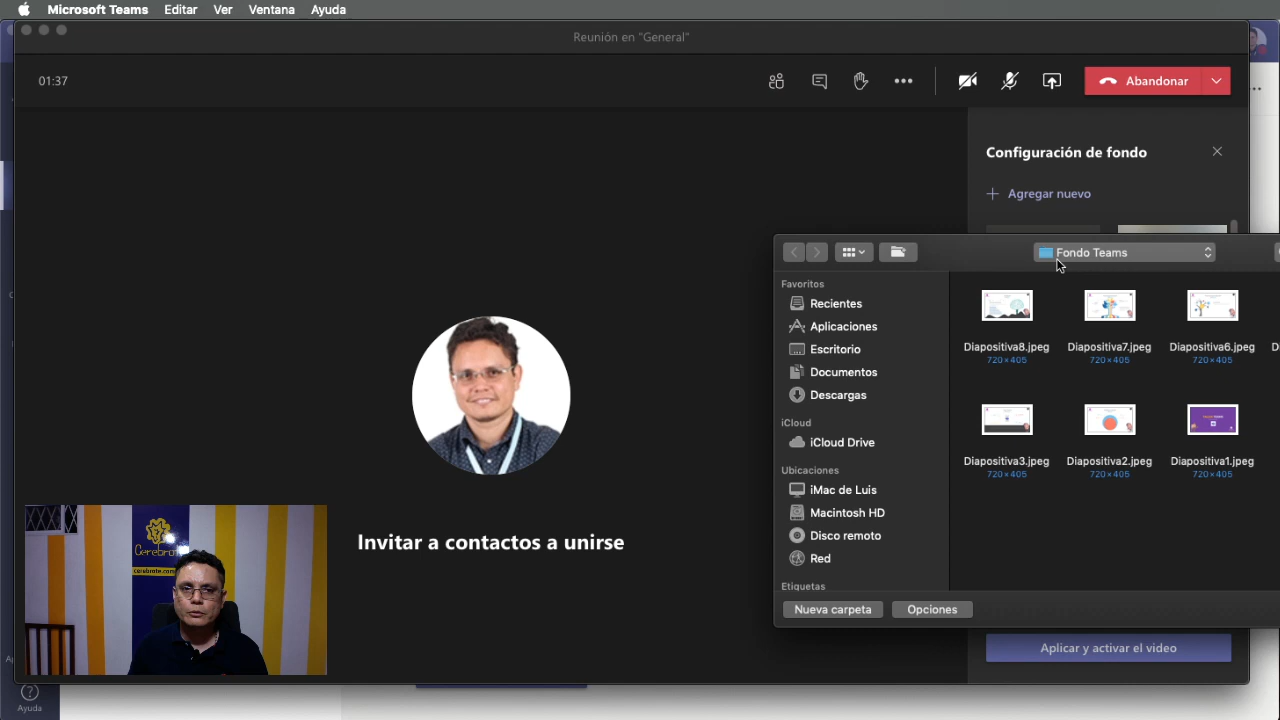 Microsoft Teams Editar Ver Ventana Ayuda
Reunión en "General"
01:37
Abandonar
Configuración de fondo
Agregar nuevo
Fondo Teams
Favoritos
Recientes
Aplicaciones
Escritorio
Documentos
Descargas
iCloud
iCloud Drive
Ubicaciones
iMac de Luis
Macintosh HD
Disco remoto
Red
Etiquetas
Diapositiva8.jpeg Diapositiva7.jpeg Diapositiva6.jpeg
720×405 720×405 720×405
Diapositiva3.jpeg Diapositiva2.jpeg Diapositiva1.jpeg
720×405 720×405 720×405
Nueva carpeta Opciones
Aplicar y activar el video
Invitar a contactos a unirse
Ayuda